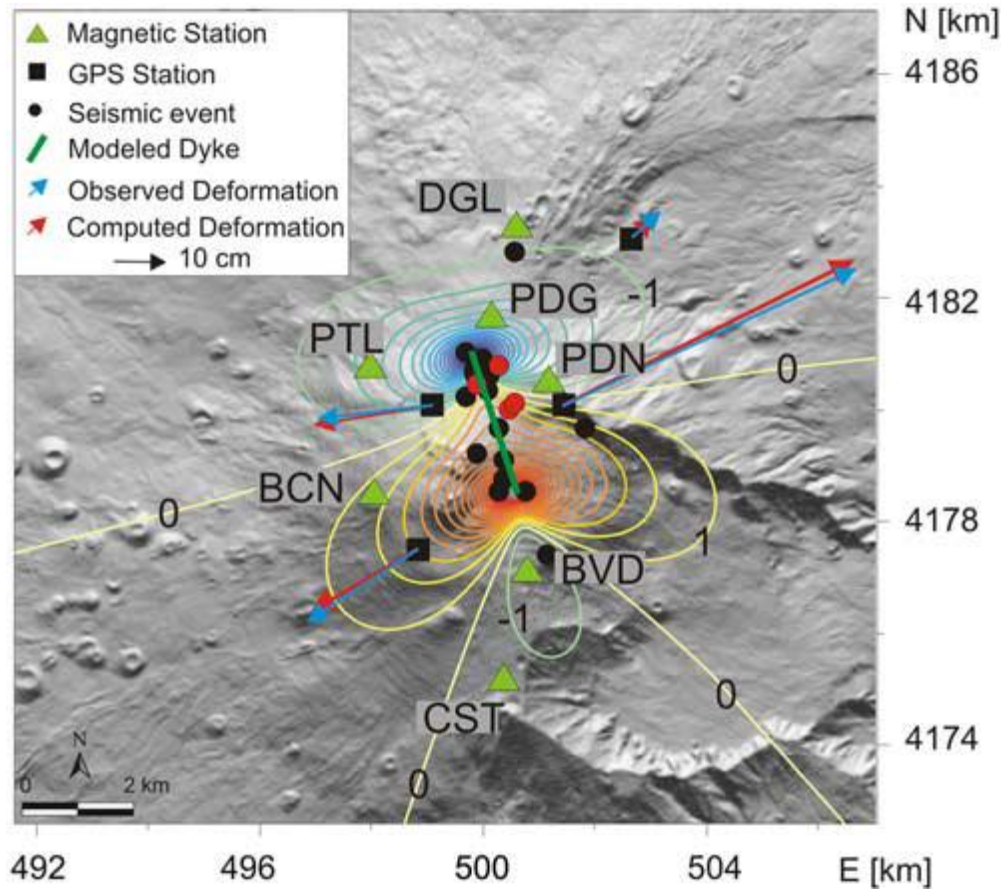 Magnetic Station
GPS Station
Seismic event
Modeled Dyke
Observed Deformation
Computed Deformation
10 cm
N [km]
4186
DGL
-1
4182
PDG
PTL
PDN
0
BCN
0
1
4178
BVD
-1
0
CST
4174
0
N
0 2 km
492 496 500 504 E [km]